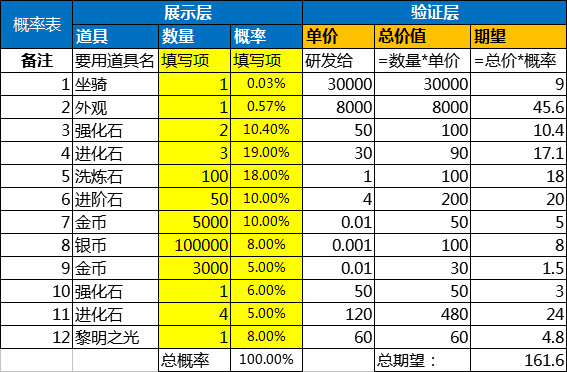 概率表 展示层 验证层
道具 数量 概率 单价 总价值 期望
备注 要用道具名 填写项 填写项 研发给 =数量*单价 =总价*概率
1 坐骑 1 0.03% 30000 30000 9
2 外观 1 0.57% 8000 8000 45.6
3 强化石 2 10.40% 50 100 10.4
4 进化石 3 19.00% 30 90 17.1
5 洗炼石 100 18.00% 1 100 18
6 进阶石 50 10.00% 4 200 20
7 金币 5000 10.00% 0.01 50 5
8 银币 100000 8.00% 0.001 100 8
9 金币 3000 5.00% 0.01 30 1.5
10 强化石 1 6.00% 50 50 3
11 进化石 4 5.00% 120 480 24
12 黎明之光 1 8.00% 60 60 4.8
总概率 100.00% 总期望： 161.6